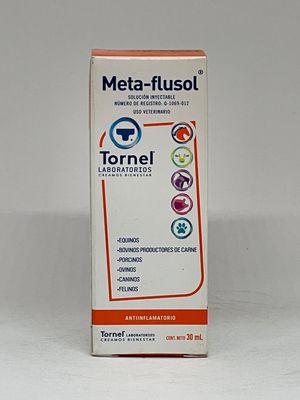 Meta-flusol®
SOLUCIÓN INYECTABLE
NÚMERO DE REGISTRO: Q-1069-012
USO VETERINARIO
Tornel®
LABORATORIOS
CREAMOS BIENESTAR
•EQUINOS
•BOVINOS PRODUCTORES DE CARNE
•PORCINOS
•OVINOS
•CANINOS
•FELINOS
ANTIINFLAMATORIO
Tornel® LABORATORIOS
CREAMOS BIENESTAR
CONT. NETO 30 mL